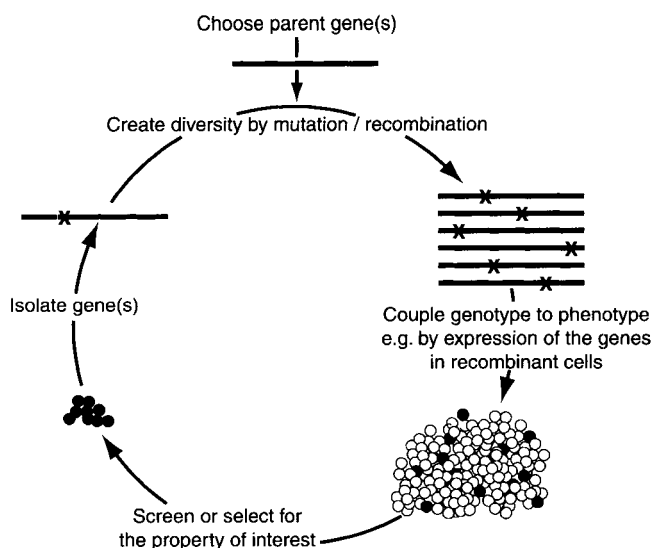 Choose parent gene(s)
Create diversity by mutation / recombination
X
X
X
X
X
X
X
Couple genotype to phenotype
e.g. by expression of the genes
in recombinant cells
Isolate gene(s)
Screen or select for
the property of interest